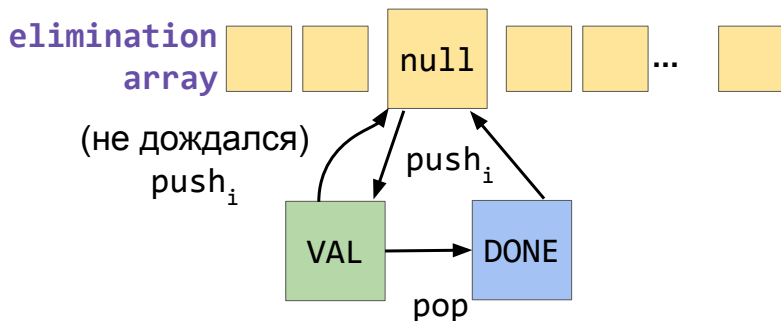 elimination
array
null
...
(не дождался)
push_i
push_i
VAL
DONE
pop